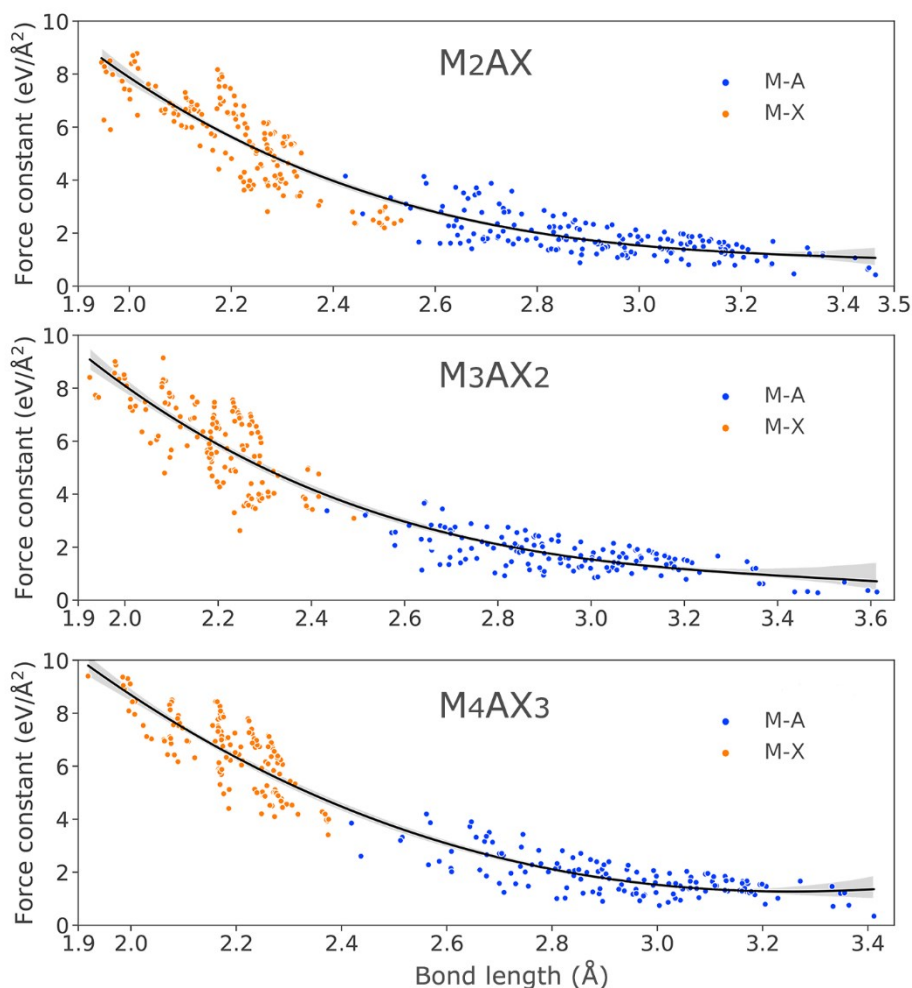 10
8
6
4
2
0
Force constant (eV/Å²)
M2AX
M-A
M-X
1.9 2.0 2.2 2.4 2.6 2.8 3.0 3.2 3.4 3.5
10
8
6
4
2
0
Force constant (eV/Å²)
M3AX2
M-A
M-X
1.9 2.0 2.2 2.4 2.6 2.8 3.0 3.2 3.4 3.6
10
8
6
4
2
0
Force constant (eV/Å²)
M4AX3
M-A
M-X
1.9 2.0 2.2 2.4 2.6 2.8 3.0 3.2 3.4
Bond length (Å)